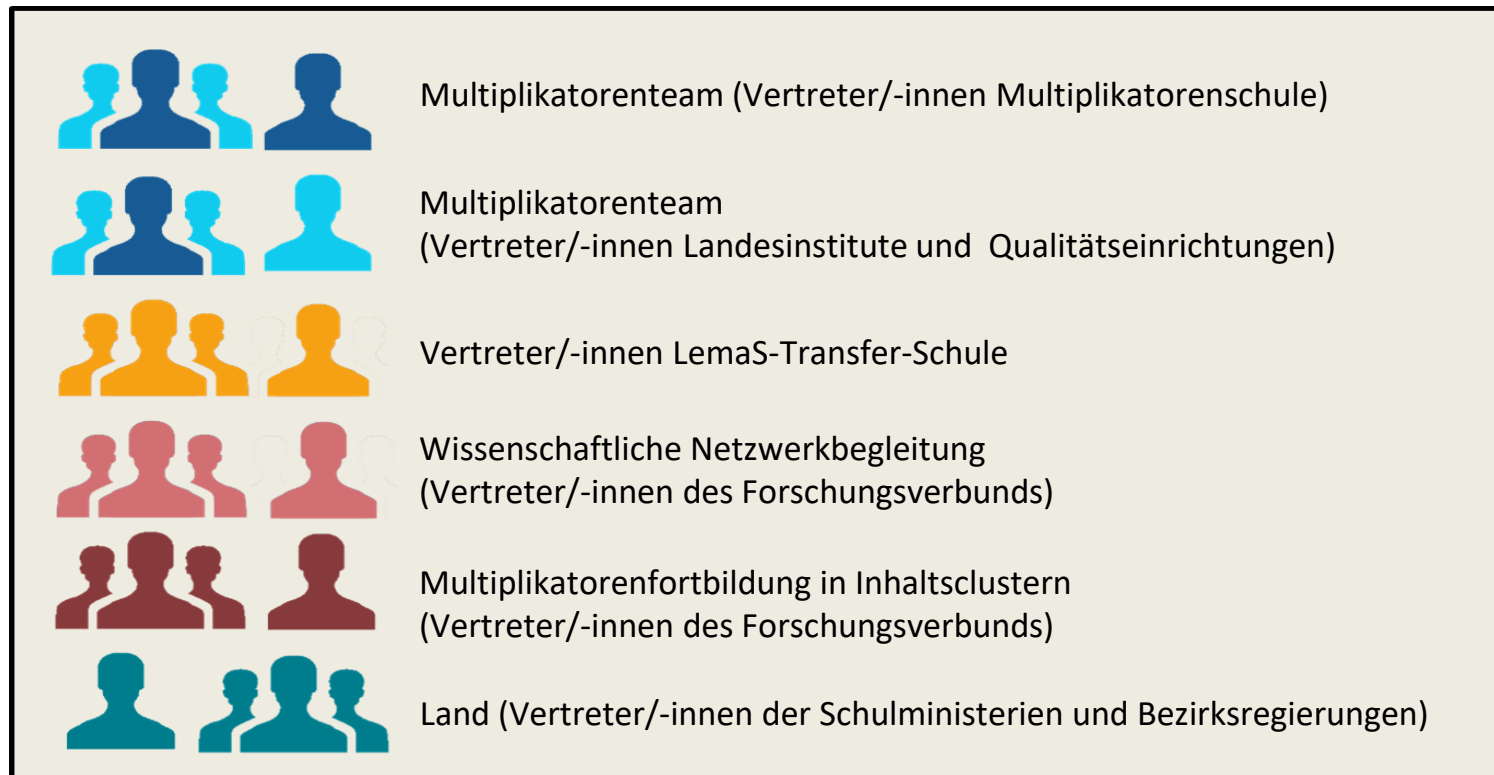 Multiplikatorenteam (Vertreter/-innen Multiplikatorenschule)
Multiplikatorenteam
(Vertreter/-innen Landesinstitute und  Qualitätseinrichtungen)
Vertreter/-innen LemaS-Transfer-Schule
Wissenschaftliche Netzwerkbegleitung
(Vertreter/-innen des Forschungsverbunds)
Multiplikatorenfortbildung in Inhaltsclustern
(Vertreter/-innen des Forschungsverbunds)
Land (Vertreter/-innen der Schulministerien und Bezirksregierungen)